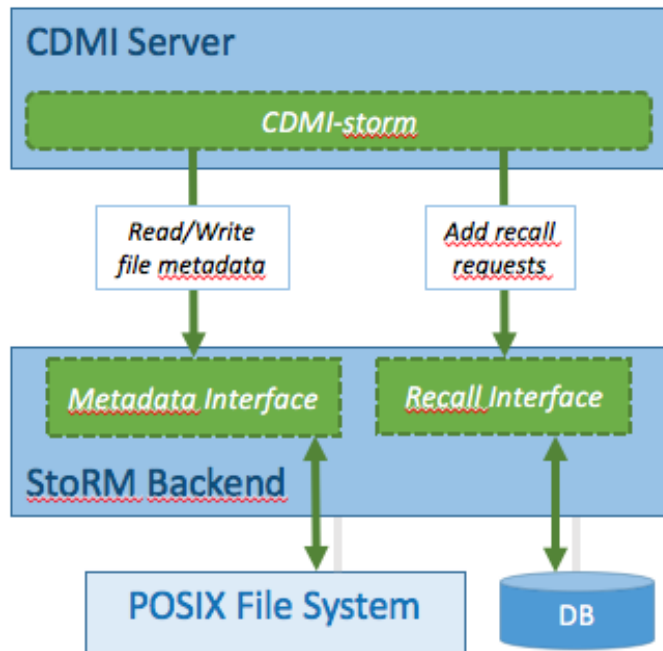 CDMI Server
CDMI-storm
Read/Write
file metadata
Add recall
requests
Metadata Interface
Recall Interface
StoRM Backend
POSIX File System
DB